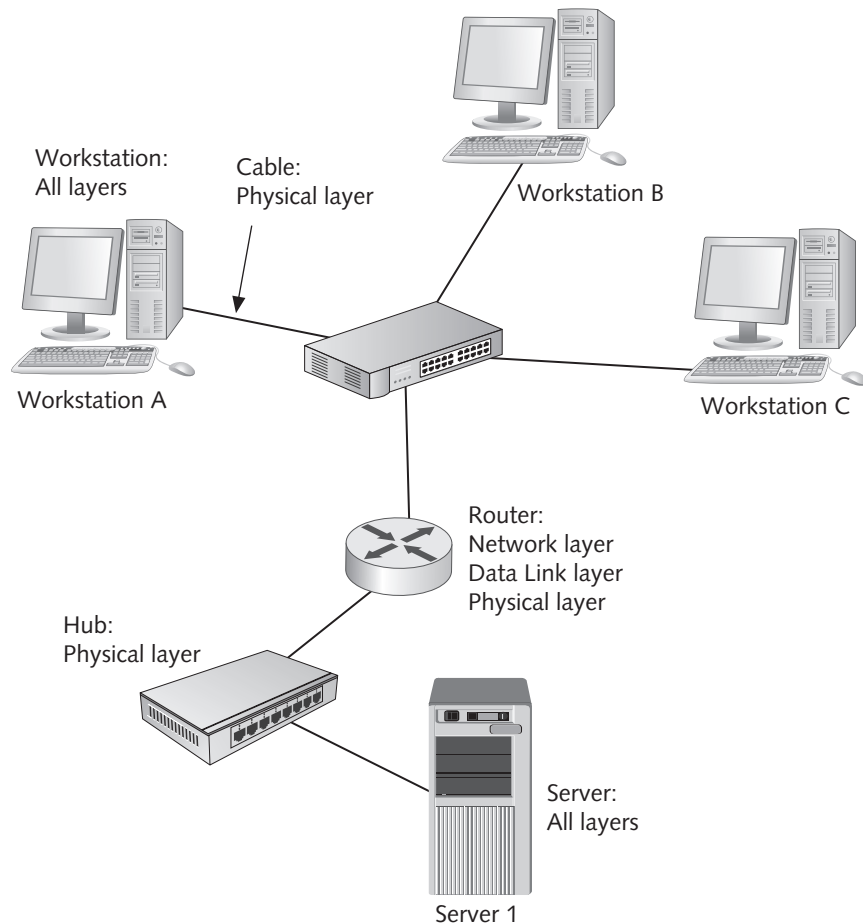 Workstation:
All layers
Cable:
Physical layer
Workstation B
Workstation A
Workstation C
Router:
Network layer
Data Link layer
Physical layer
Hub:
Physical layer
Server:
All layers
Server 1